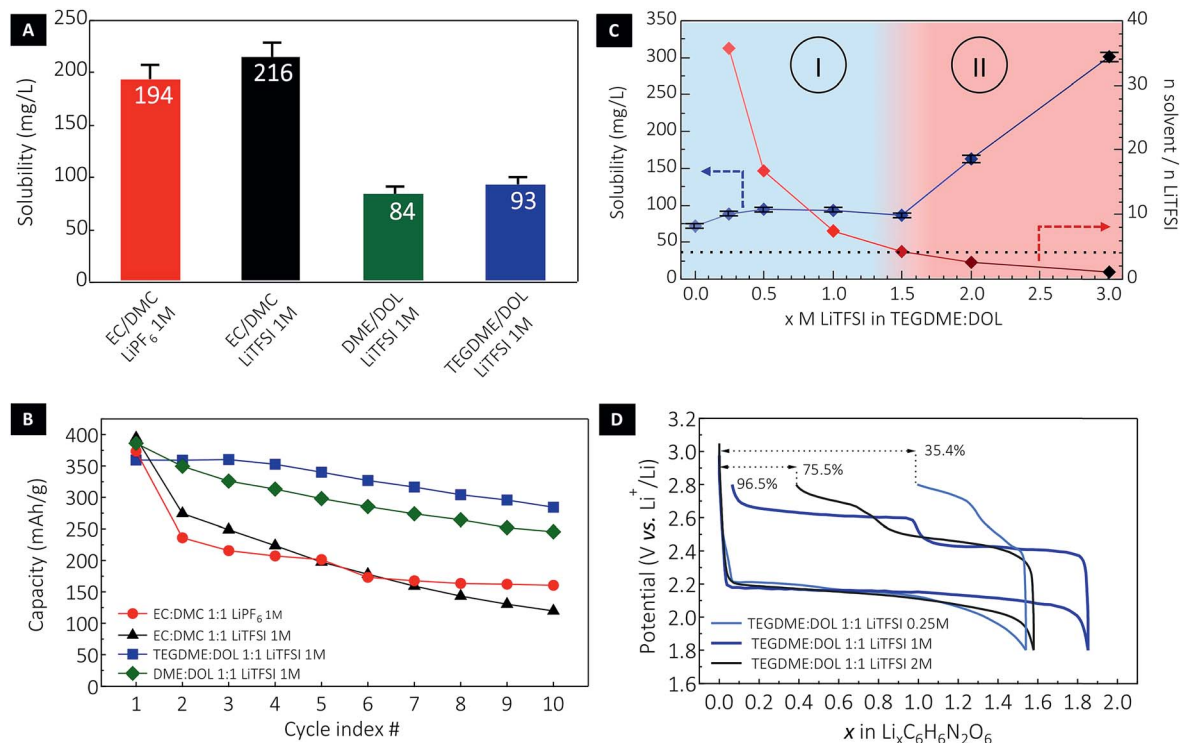 A
Solubility (mg/L)
250
200
150
100
50
0
194
216
84
93
EC/DMC
LiPF6 1M
EC/DMC
LiTFSI 1M
DME/DOL
LiTFSI 1M
TEGDME/DOL
LiTFSI 1M
C
Solubility (mg/L)
350
300
250
200
150
100
50
0
I
II
40
30
20
10
0
n solvent / n LiTFSI
0.0 0.5 1.0 1.5 2.0 2.5 3.0
x M LiTFSI in TEGDME:DOL
B
Capacity (mAh/g)
400
350
300
250
200
150
100
50
0
EC:DMC 1:1 LiPF6 1M
EC:DMC 1:1 LiTFSI 1M
TEGDME:DOL 1:1 LiTFSI 1M
DME:DOL 1:1 LiTFSI 1M
1 2 3 4 5 6 7 8 9 10
Cycle index #
D
Potential (V vs. Li+/Li)
3.2
3.0
2.8
2.6
2.4
2.2
2.0
1.8
1.6
35.4%
75.5%
96.5%
TEGDME:DOL 1:1 LiTFSI 0.25M
TEGDME:DOL 1:1 LiTFSI 1M
TEGDME:DOL 1:1 LiTFSI 2M
0.0 0.2 0.4 0.6 0.8 1.0 1.2 1.4 1.6 1.8 2.0
x in LixC6H6N2O6